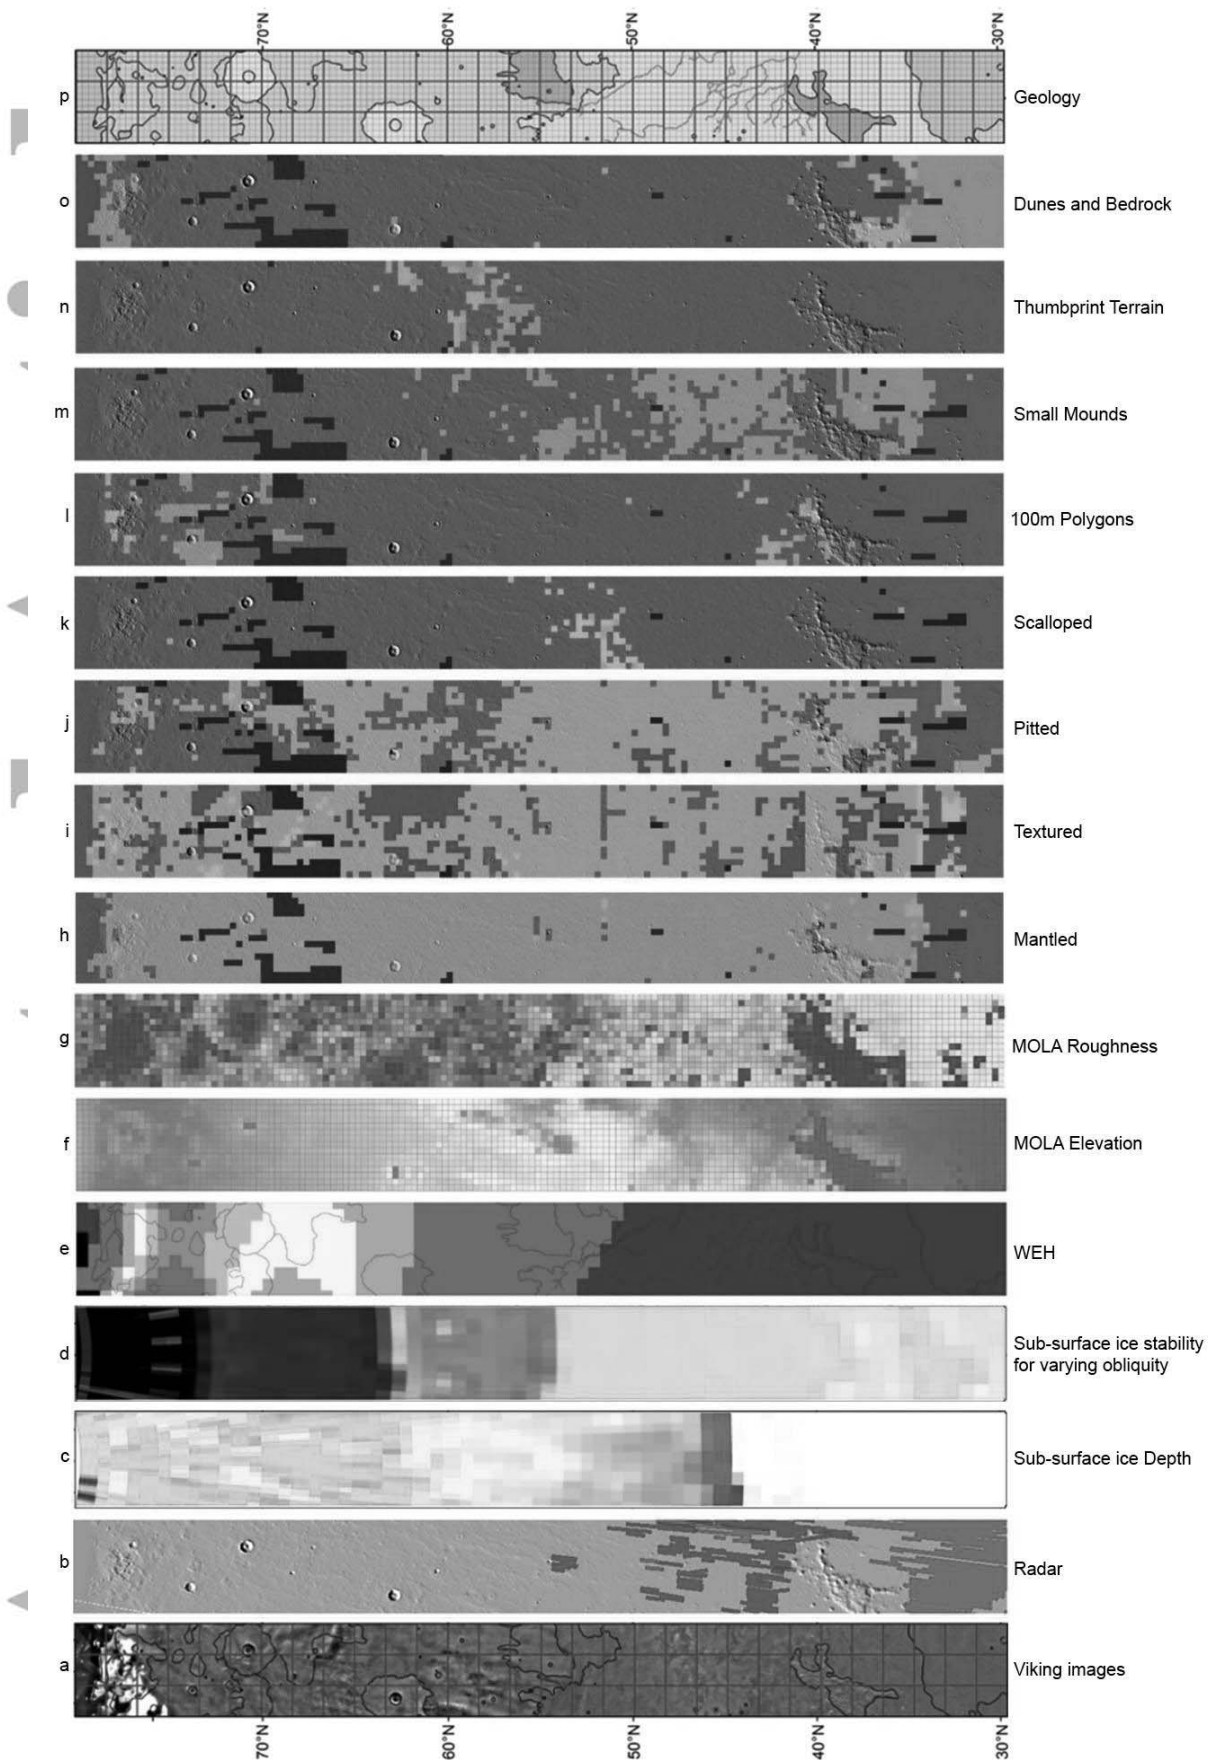 70°N 60°N 50°N 40°N 30°N
p Geology
o Dunes and Bedrock
n Thumbprint Terrain
m Small Mounds
l 100m Polygons
k Scalloped
j Pitted
i Textured
h Mantled
g MOLA Roughness
f MOLA Elevation
e WEH
d Sub-surface ice stability
for varying obliquity
c Sub-surface ice Depth
b Radar
a Viking images
70°N 60°N 50°N 40°N 30°N